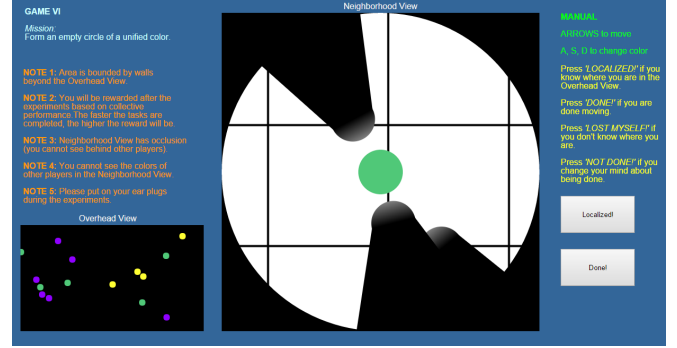 GAME VI
Mission:
Form an empty circle of a unified color.
NOTE 1: Area is bounded by walls
beyond the Overhead View.
NOTE 2: You will be rewarded after the
experiments based on collective
performance.The faster the tasks are
completed, the higher the reward will be.
NOTE 3: Neighborhood View has occlusion
(you cannot see behind other players).
NOTE 4: You cannot see the colors of
other players in the Neighborhood View.
NOTE 5: Please put on your ear plugs
during the experiments.
Overhead View
Neighborhood View
MANUAL
ARROWS to move
A, S, D to change color
Press 'LOCALIZED!' if you
know where you are in the
Overhead View.
Press 'DONE!' if you are
done moving.
Press 'LOST MYSELF!' if
you don't know where you
are.
Press 'NOT DONE!' if you
change your mind about
being done.
Localized!
Done!